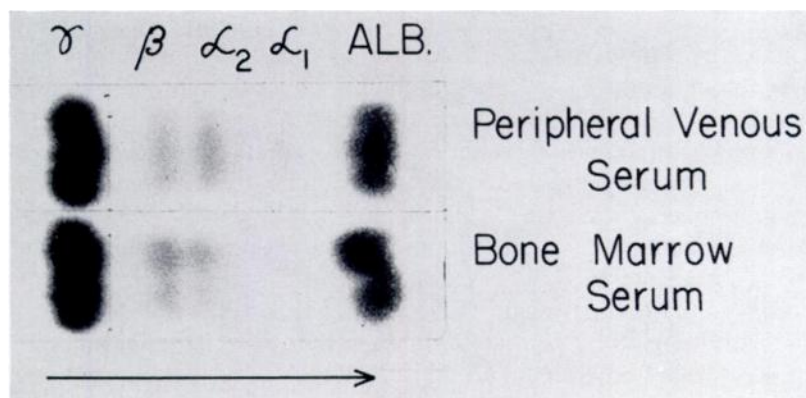 γ β α₂ α₁ ALB.
Peripheral Venous
Serum
Bone Marrow
Serum